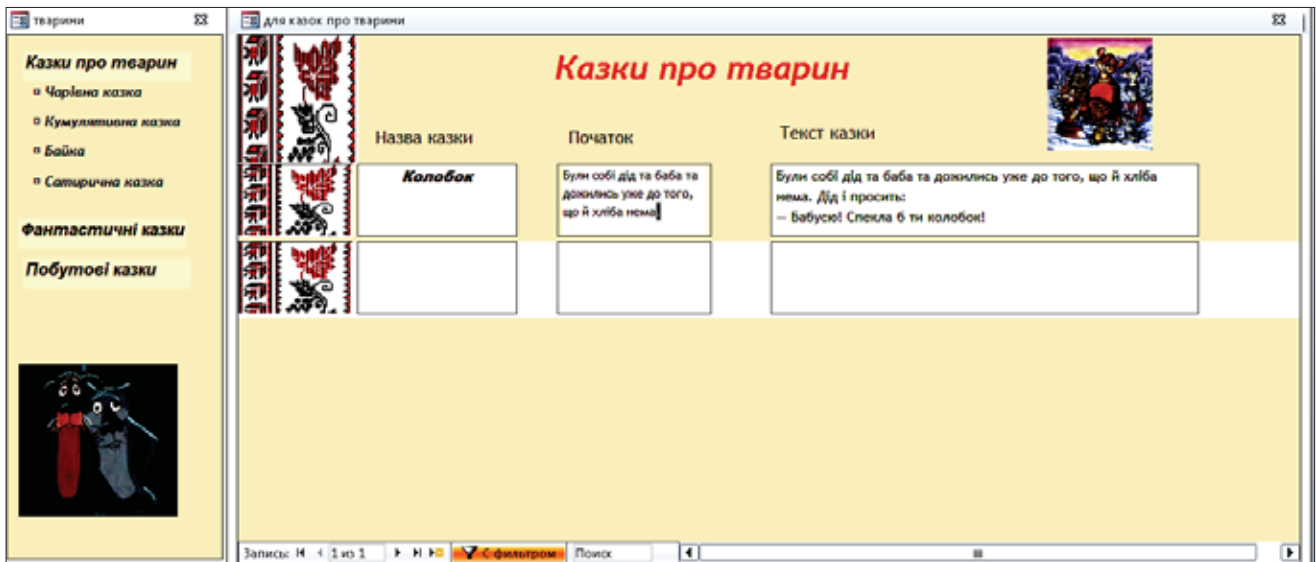 тварини
Казки про тварин
Чарівна казка
Кумулятивна казка
Байка
Сатирична казка
Фантастичні казки
Побутові казки
для казок про тварини
Казки про тварин
Назва казки
Початок
Текст казки
Колобок
Були собі дід та баба та
дожились уже до того,
що й хліба нема
Були собі дід та баба та дожились уже до того, що й хліба
нема. Дід і просить:
— Бабусю! Спекла б ти колобок!
Запись: 1 из 1 С фильтром Поиск